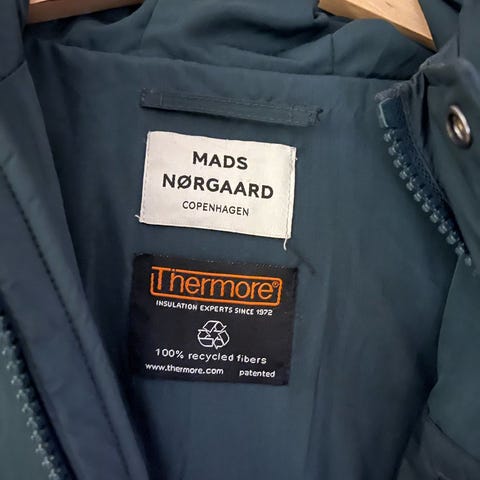 MADS
NØRGAARD
COPENHAGEN
Thermore®
INSULATION EXPERTS SINCE 1972
100% recycled fibers
www.thermore.com patented